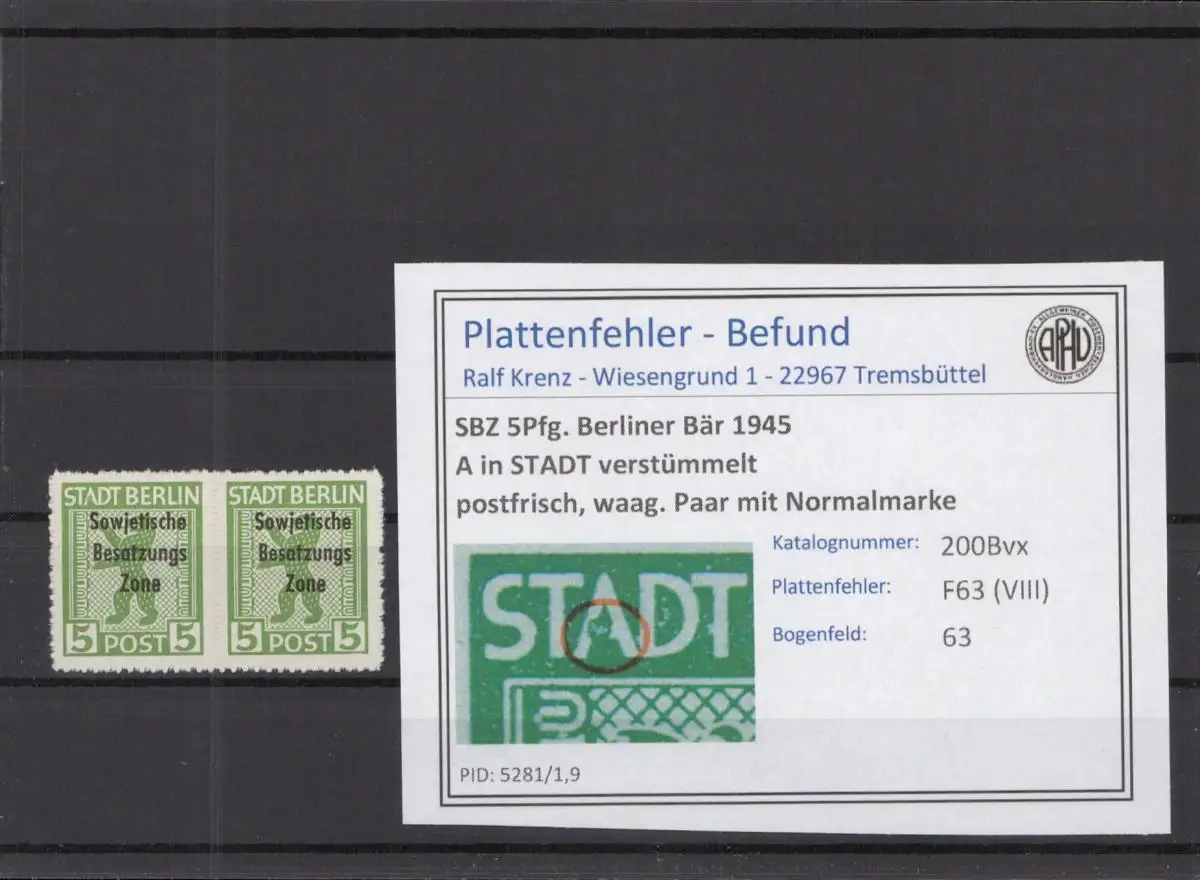 STADT BERLIN
Sowjetische
Besatzungs
Zone
5 POST 5
STADT BERLIN
Sowjetische
Besatzungs
Zone
5 POST 5
Plattenfehler - Befund
Ralf Krenz - Wiesengrund 1 - 22967 Tremsbüttel
APHV
SBZ 5Pfg. Berliner Bär 1945
A in STADT verstümmelt
postfrisch, waag. Paar mit Normalmarke
STADT
Katalognummer: 200Bvx
Plattenfehler: F63 (VIII)
Bogenfeld: 63
PID: 5281/1,9